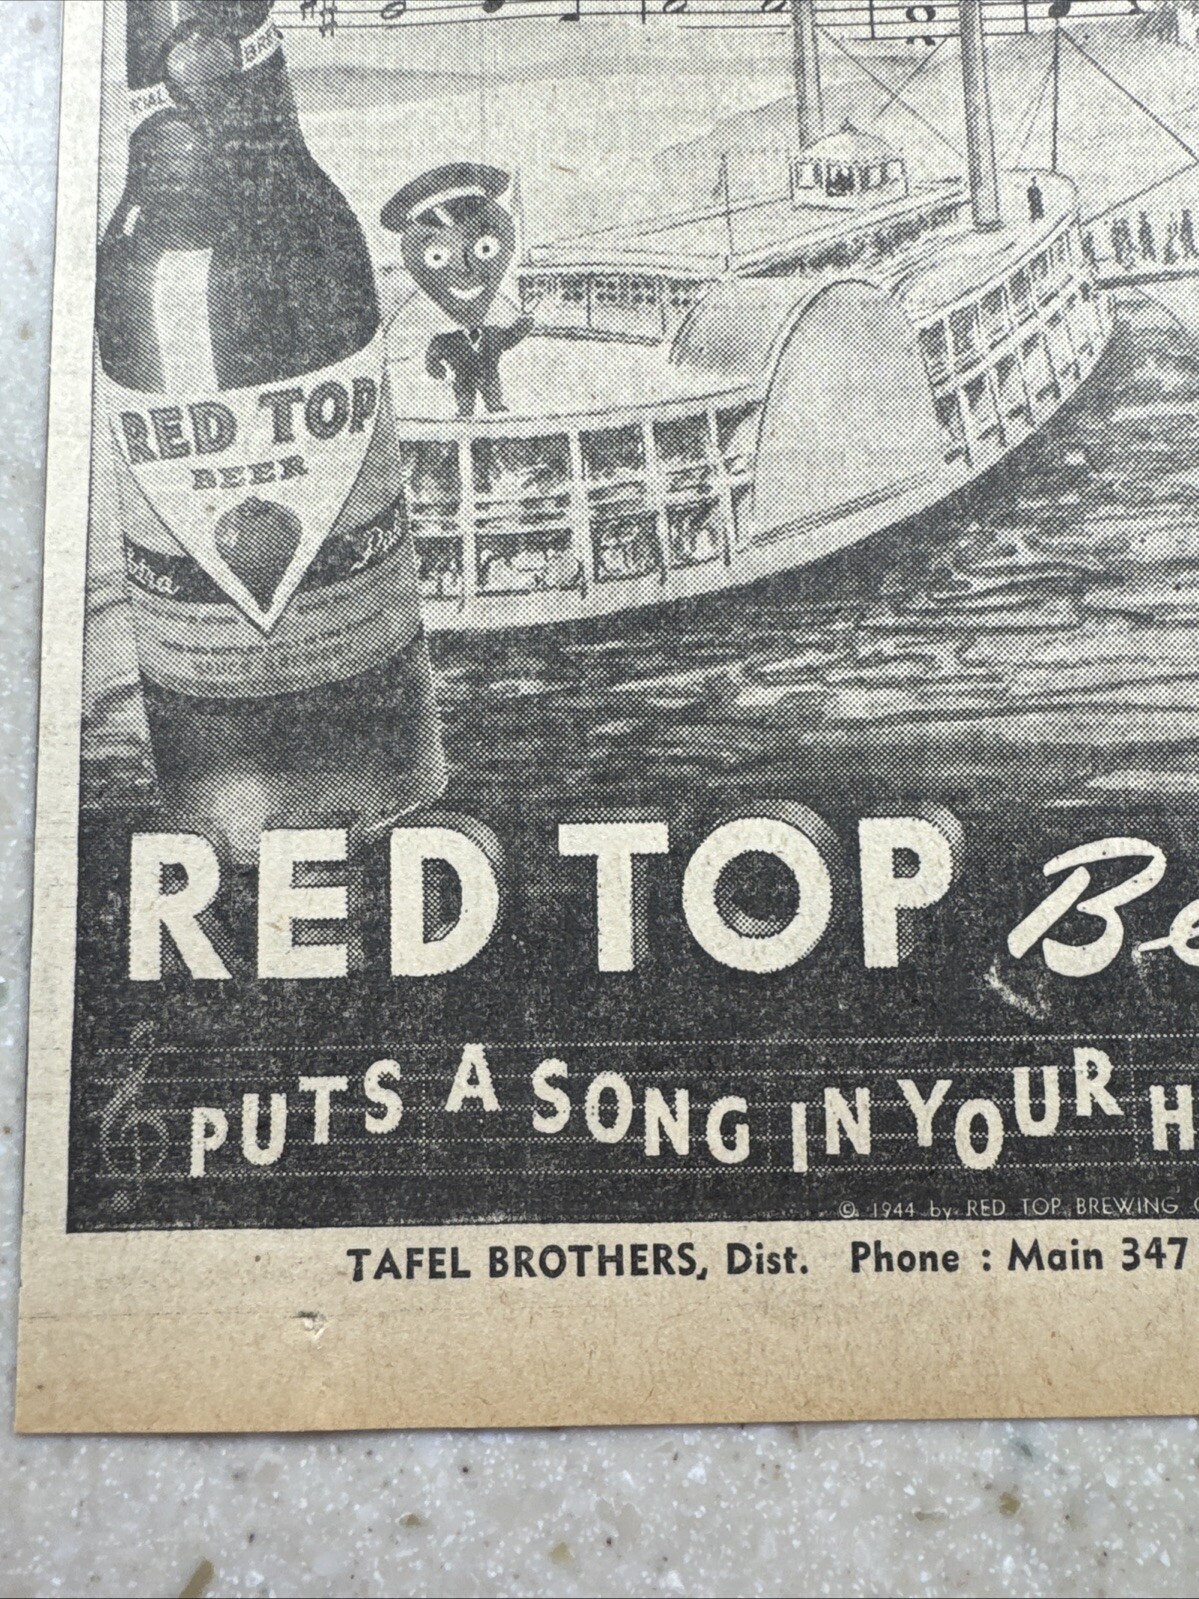 RED TOP
BEER
RED TOP Be
PUTS A SONG IN YOUR H
© 1944 by RED TOP BREWING
TAFEL BROTHERS, Dist. Phone : Main 347